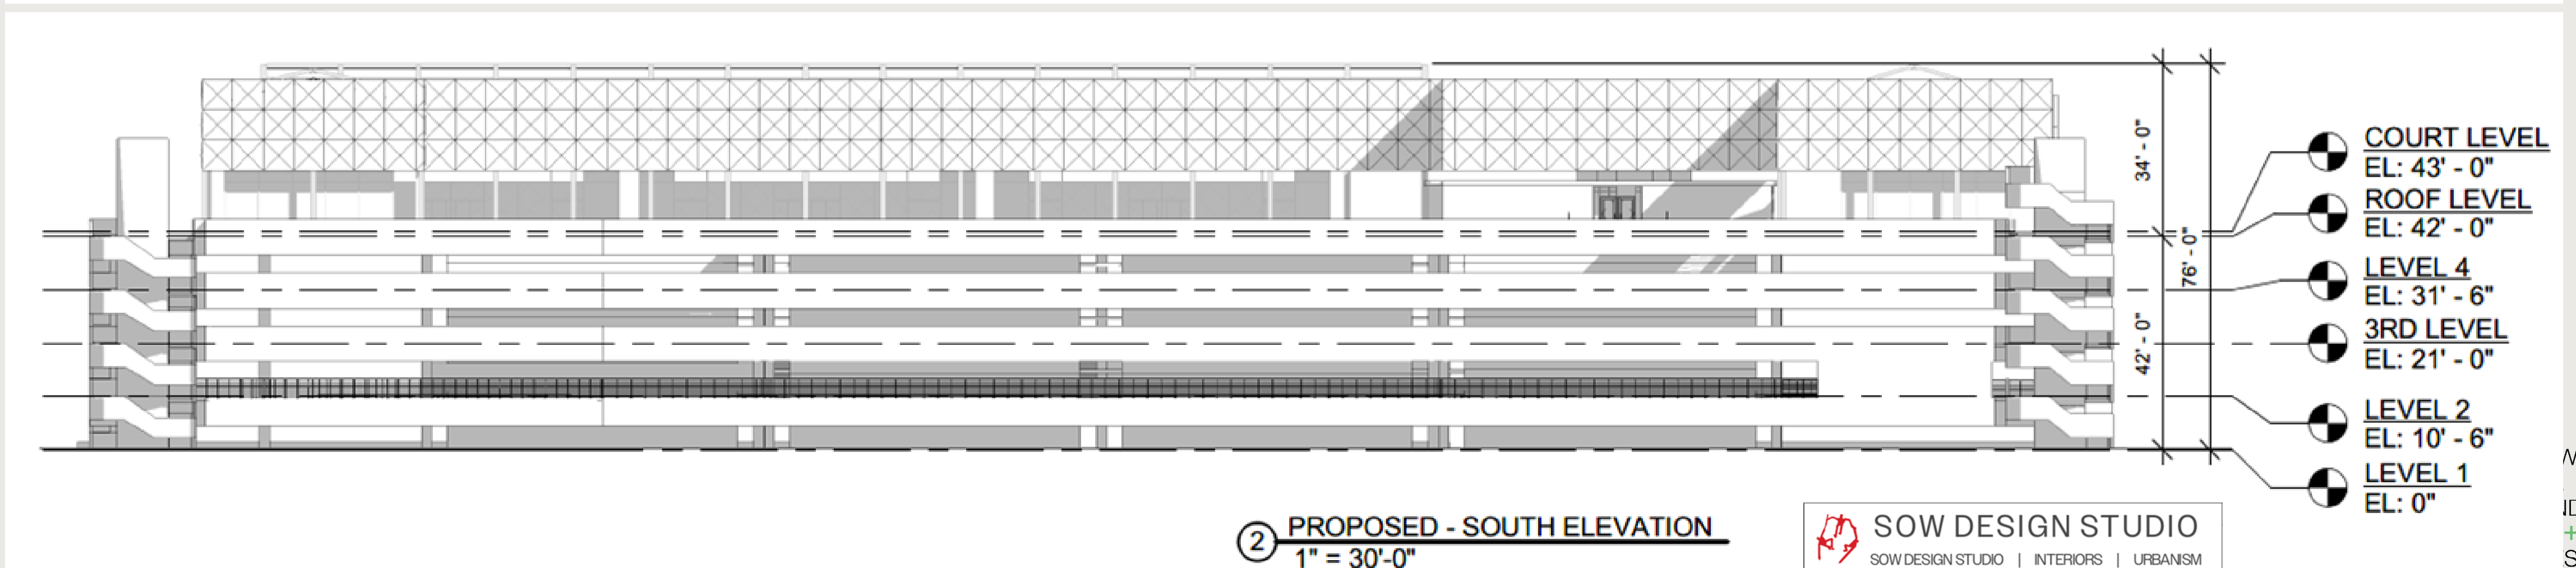 COURT LEVEL
EL: 43' - 0"
ROOF LEVEL
EL: 42' - 0"
LEVEL 4
EL: 31' - 6"
3RD LEVEL
EL: 21' - 0"
LEVEL 2
EL: 10' - 6"
LEVEL 1
EL: 0"
34' - 0"
76' - 0"
42' - 0"
2 PROPOSED - SOUTH ELEVATION
1" = 30'-0"
SOW DESIGN STUDIO
SOW DESIGN STUDIO | INTERIORS | URBANISM